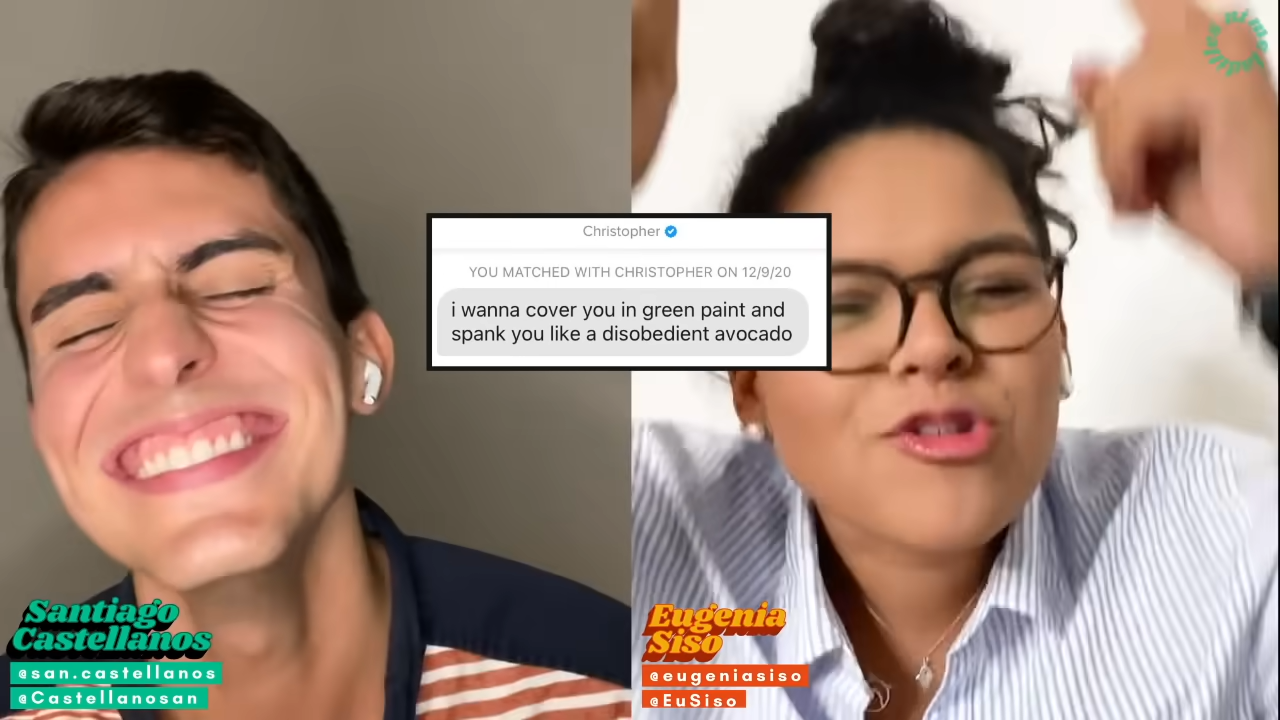 Christopher
YOU MATCHED WITH CHRISTOPHER ON 12/9/20
i wanna cover you in green paint and
spank you like a disobedient avocado
Santiago
Castellanos
@san.castellanos
@Castellanosan
Eugenia
Siso
@eugeniasiso
@EuSiso